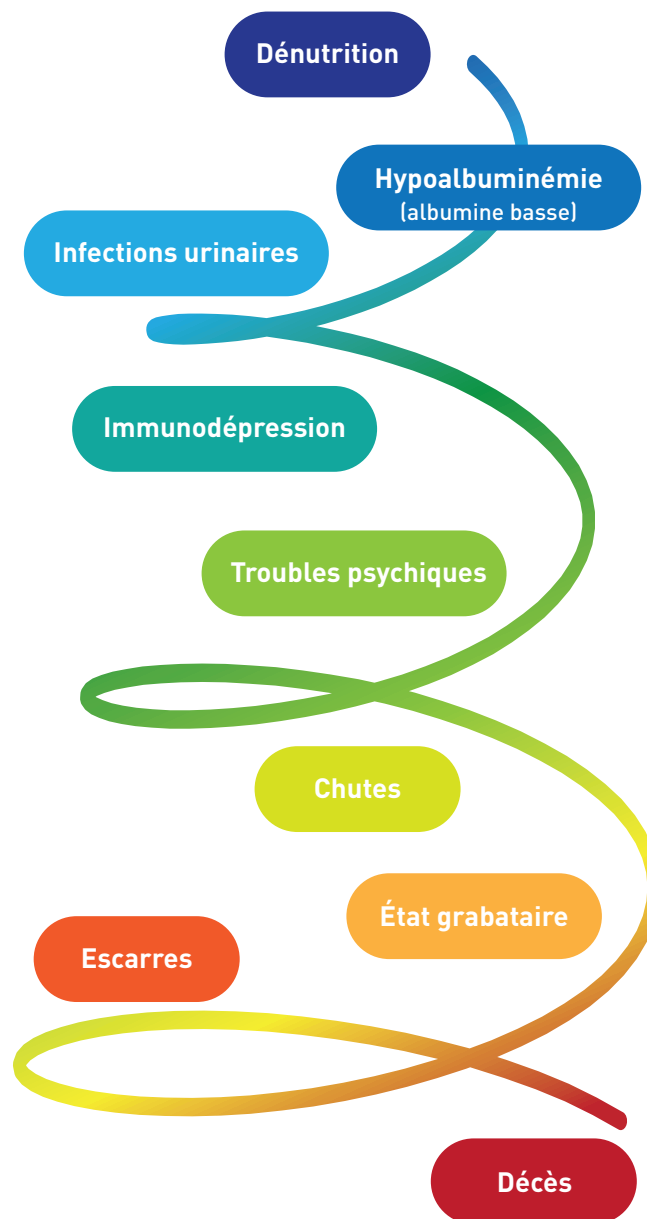 Dénutrition
Hypoalbuminémie
(albumine basse)
Infections urinaires
Immunodépression
Troubles psychiques
Chutes
État grabataire
Escarres
Décès